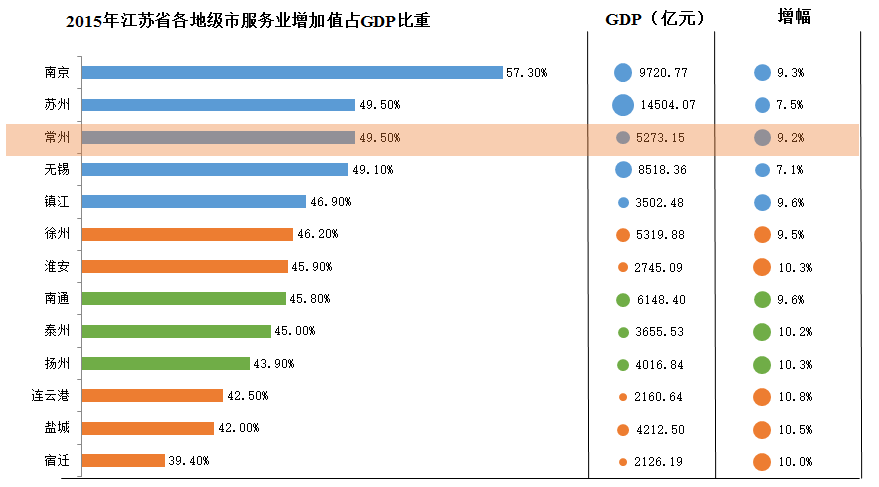 2015年江苏省各地级市服务业增加值占GDP比重 GDP（亿元） 增幅
南京 57.30% 9720.77 9.3%
苏州 49.50% 14504.07 7.5%
常州 49.50% 5273.15 9.2%
无锡 49.10% 8518.36 7.1%
镇江 46.90% 3502.48 9.6%
徐州 46.20% 5319.88 9.5%
淮安 45.90% 2745.09 10.3%
南通 45.80% 6148.40 9.6%
泰州 45.00% 3655.53 10.2%
扬州 43.90% 4016.84 10.3%
连云港 42.50% 2160.64 10.8%
盐城 42.00% 4212.50 10.5%
宿迁 39.40% 2126.19 10.0%